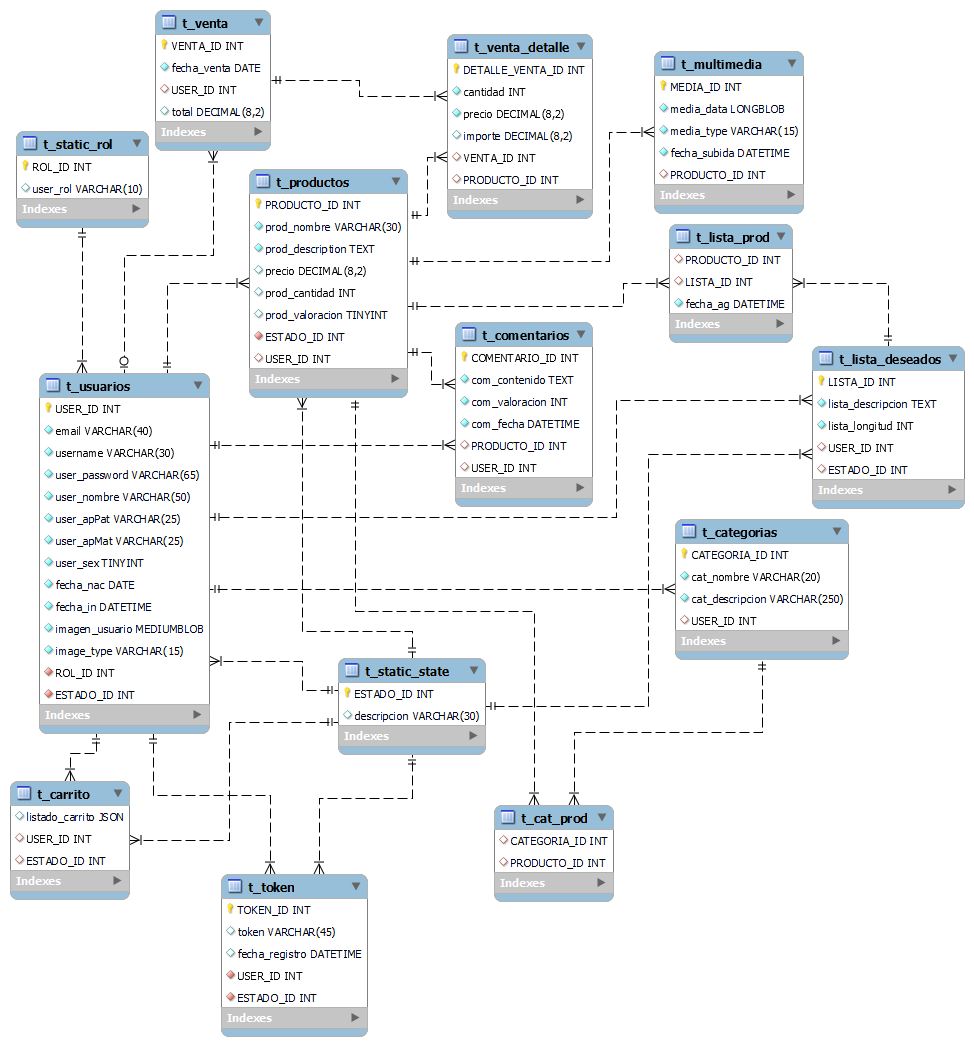 t_venta
VENTA_ID INT
fecha_venta DATE
USER_ID INT
total DECIMAL(8,2)
Indexes
t_venta_detalle
DETALLE_VENTA_ID INT
cantidad INT
precio DECIMAL(8,2)
importe DECIMAL(8,2)
VENTA_ID INT
PRODUCTO_ID INT
Indexes
t_multimedia
MEDIA_ID INT
media_data LONGBLOB
media_type VARCHAR(15)
fecha_subida DATETIME
PRODUCTO_ID INT
Indexes
t_static_rol
ROL_ID INT
user_rol VARCHAR(10)
Indexes
t_productos
PRODUCTO_ID INT
prod_nombre VARCHAR(30)
prod_description TEXT
precio DECIMAL(8,2)
prod_cantidad INT
prod_valoracion TINYINT
ESTADO_ID INT
USER_ID INT
Indexes
t_lista_prod
PRODUCTO_ID INT
LISTA_ID INT
fecha_ag DATETIME
Indexes
t_comentarios
COMENTARIO_ID INT
com_contenido TEXT
com_valoracion INT
com_fecha DATETIME
PRODUCTO_ID INT
USER_ID INT
Indexes
t_lista_deseados
LISTA_ID INT
lista_descripcion TEXT
lista_longitud INT
USER_ID INT
ESTADO_ID INT
Indexes
t_usuarios
USER_ID INT
email VARCHAR(40)
username VARCHAR(30)
user_password VARCHAR(65)
user_nombre VARCHAR(50)
user_apPat VARCHAR(25)
user_apMat VARCHAR(25)
user_sex TINYINT
fecha_nac DATE
fecha_in DATETIME
imagen_usuario MEDIUMBLOB
image_type VARCHAR(15)
ROL_ID INT
ESTADO_ID INT
Indexes
t_categorias
CATEGORIA_ID INT
cat_nombre VARCHAR(20)
cat_descripcion VARCHAR(250)
USER_ID INT
Indexes
t_static_state
ESTADO_ID INT
descripcion VARCHAR(30)
Indexes
t_carrito
listado_carrito JSON
USER_ID INT
ESTADO_ID INT
Indexes
t_cat_prod
CATEGORIA_ID INT
PRODUCTO_ID INT
Indexes
t_token
TOKEN_ID INT
token VARCHAR(45)
fecha_registro DATETIME
USER_ID INT
ESTADO_ID INT
Indexes